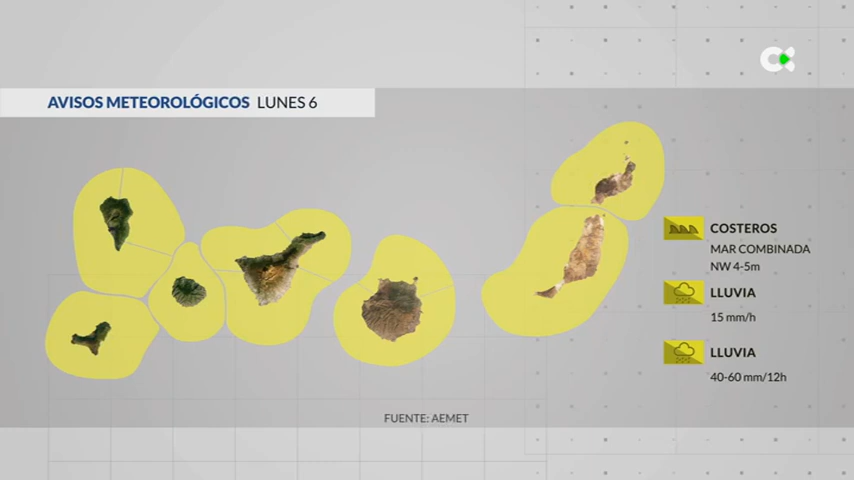 AVISOS METEOROLÓGICOS LUNES 6
COSTEROS
MAR COMBINADA
NW 4-5m
LLUVIA
15 mm/h
LLUVIA
40-60 mm/12h
FUENTE: AEMET